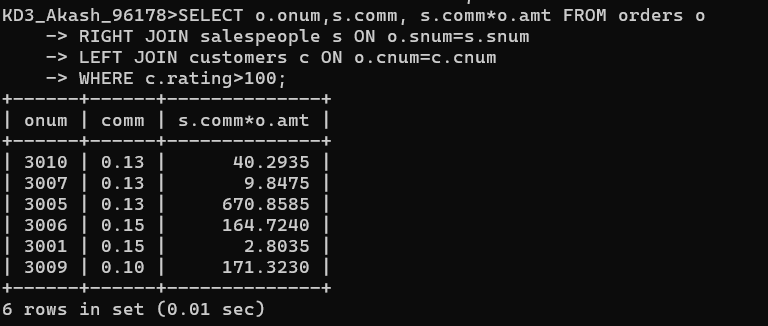 KD3_Akash_96178>SELECT o.onum,s.comm, s.comm*o.amt FROM orders o
    -> RIGHT JOIN salespeople s ON o.snum=s.snum
    -> LEFT JOIN customers c ON o.cnum=c.cnum
    -> WHERE c.rating>100;
+------+------+--------------+
| onum | comm | s.comm*o.amt |
+------+------+--------------+
| 3010 | 0.13 |      40.2935 |
| 3007 | 0.13 |       9.8475 |
| 3005 | 0.13 |     670.8585 |
| 3006 | 0.15 |     164.7240 |
| 3001 | 0.15 |       2.8035 |
| 3009 | 0.10 |     171.3230 |
+------+------+--------------+
6 rows in set (0.01 sec)